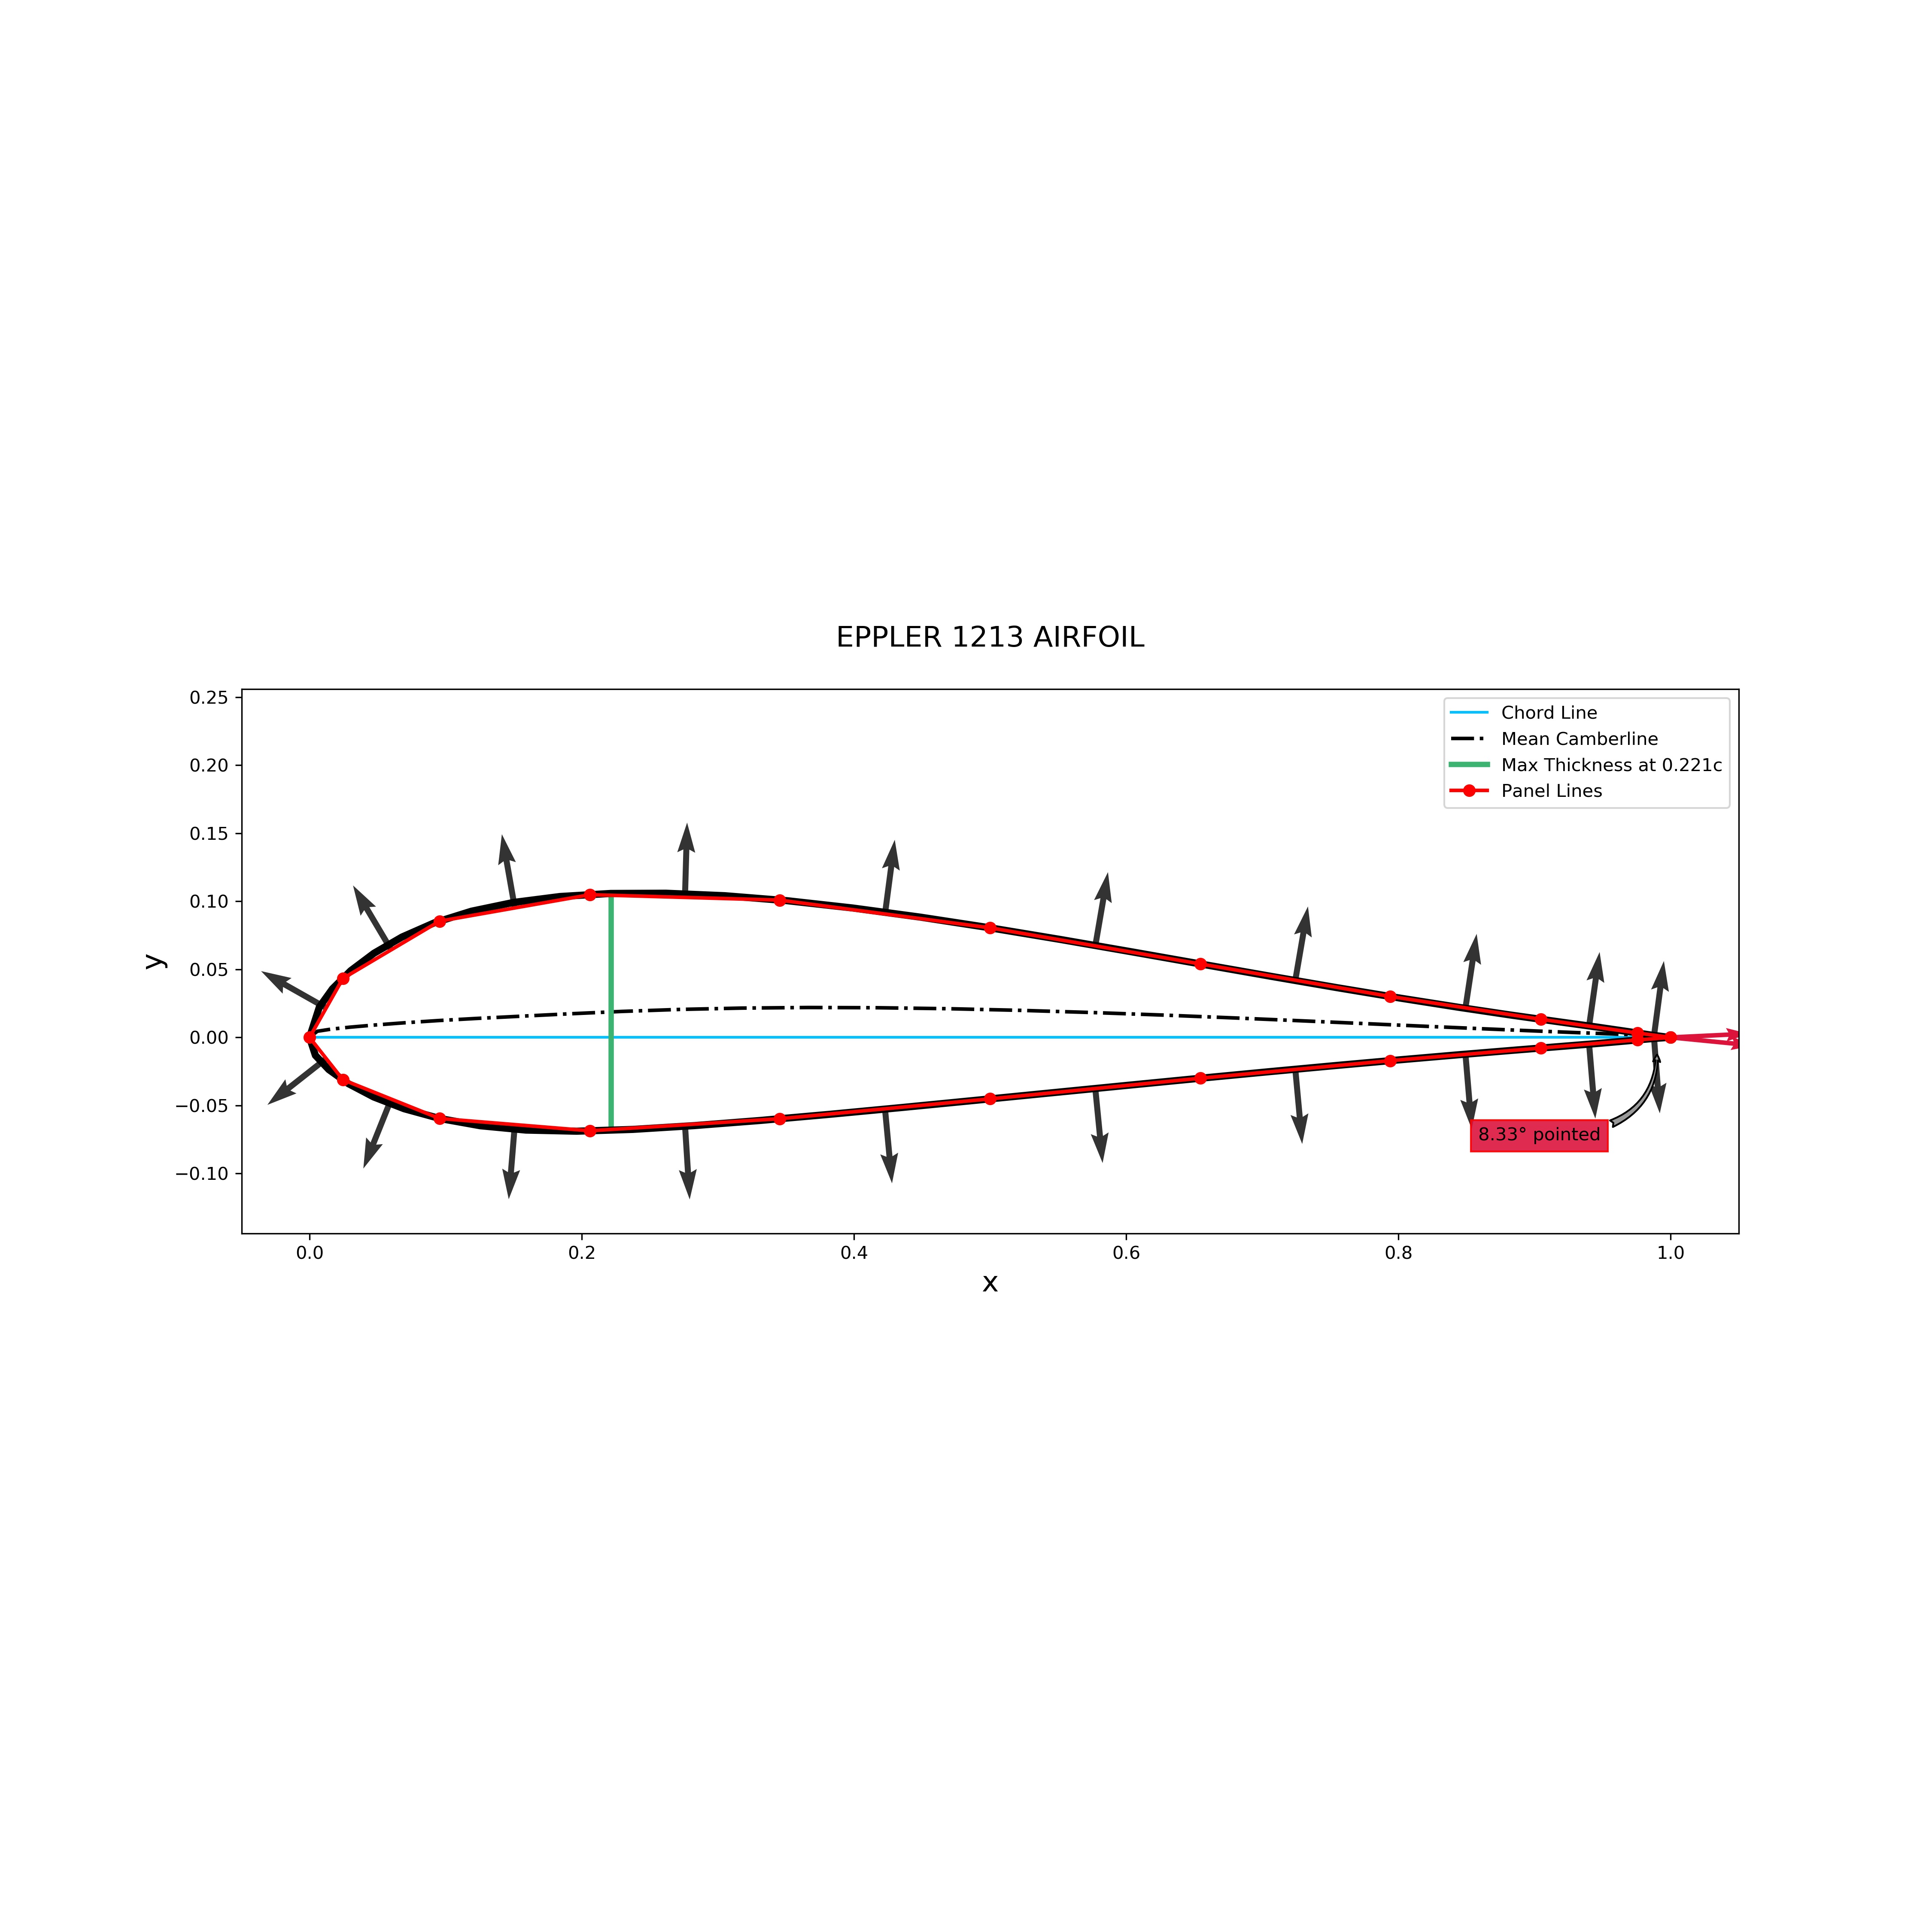 EPPLER 1213 AIRFOIL
0.25
0.20
0.15
0.10
0.05
0.00
−0.05
−0.10
y
Chord Line
Mean Camberline
Max Thickness at 0.221c
Panel Lines
8.33° pointed
0.0 0.2 0.4 0.6 0.8 1.0
x